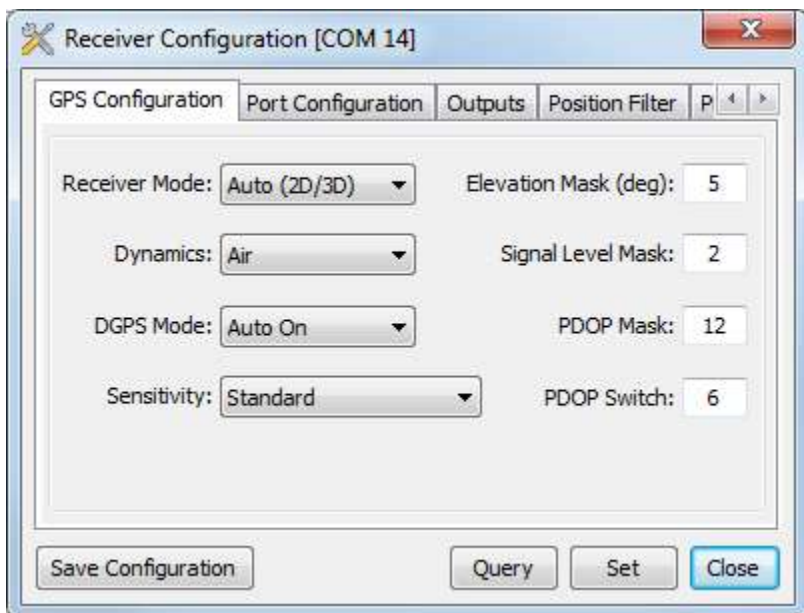 Receiver Configuration [COM 14]
GPS Configuration Port Configuration Outputs Position Filter P
Receiver Mode: Auto (2D/3D) Elevation Mask (deg): 5
Dynamics: Air Signal Level Mask: 2
DGPS Mode: Auto On PDOP Mask: 12
Sensitivity: Standard PDOP Switch: 6
Save Configuration Query Set Close